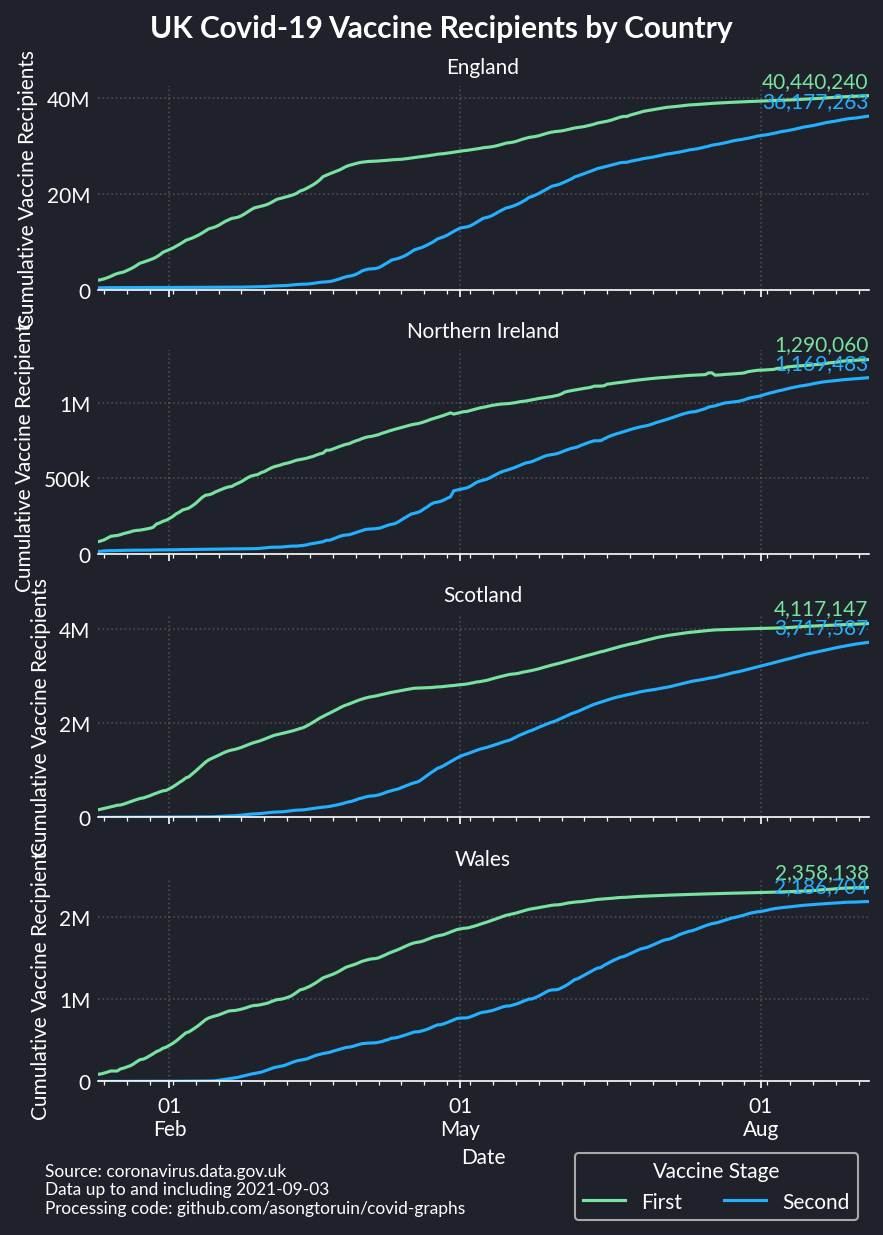 UK Covid-19 Vaccine Recipients by Country
England
Cumulative Vaccine Recipients
40M
20M
0
40,440,240
36,177,263
Northern Ireland
Cumulative Vaccine Recipients
1M
500k
0
1,290,060
1,169,483
Scotland
Cumulative Vaccine Recipients
4M
2M
0
4,117,147
3,717,587
Wales
Cumulative Vaccine Recipients
2M
1M
0
2,358,138
2,186,704
01
Feb
01
May
01
Aug
Date
Source: coronavirus.data.gov.uk
Data up to and including 2021-09-03
Processing code: github.com/asongtoruin/covid-graphs
Vaccine Stage
First
Second